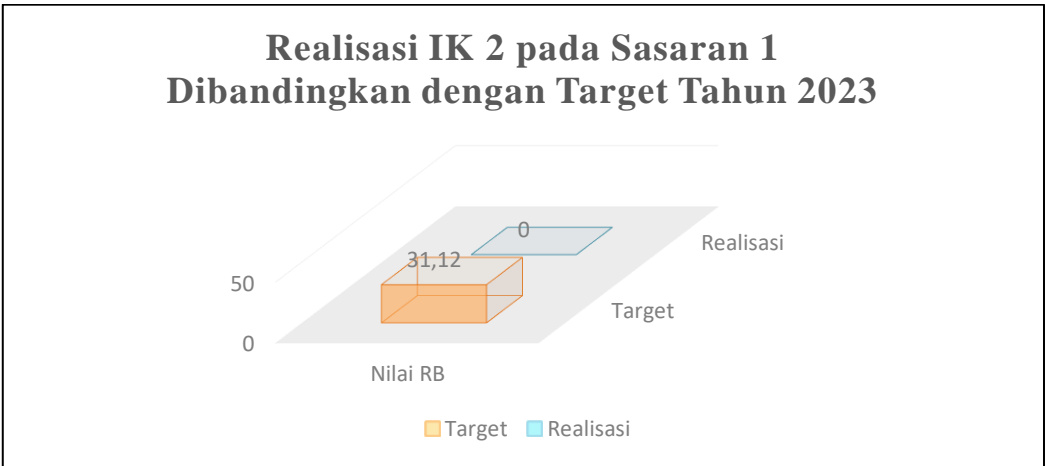 Realisasi IK 2 pada Sasaran 1
Dibandingkan dengan Target Tahun 2023
0
31,12
Realisasi
50
Target
0
Nilai RB
Target Realisasi